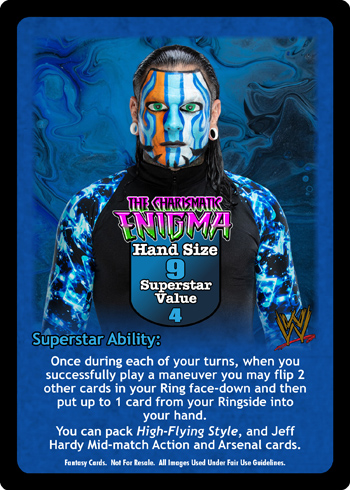 THE CHARISMATIC
ENIGMA
Hand Size
9
Superstar
Value
4
W
Superstar Ability:
Once during each of your turns, when you
successfully play a maneuver you may flip 2
other cards in your Ring face-down and then
put up to 1 card from your Ringside into
your hand.
You can pack High-Flying Style, and Jeff
Hardy Mid-match Action and Arsenal cards.
Fantasy Cards. Not For Resale. All Images Used Under Fair Use Guidelines.